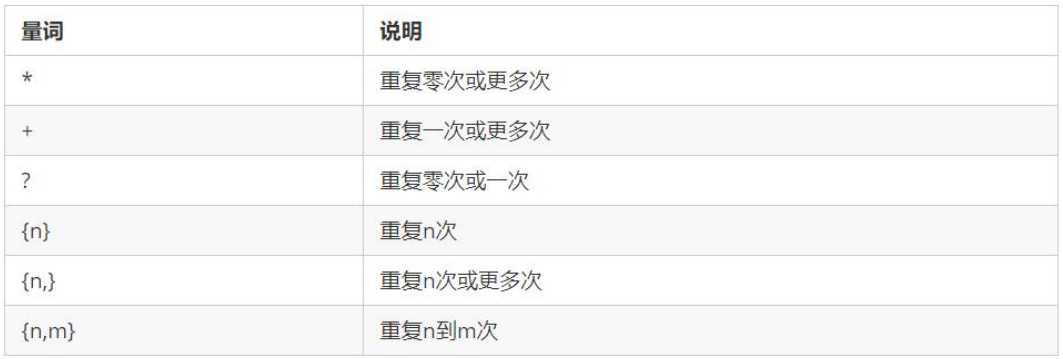 量词 说明
* 重复零次或更多次
+ 重复一次或更多次
? 重复零次或一次
{n} 重复n次
{n,} 重复n次或更多次
{n,m} 重复n到m次